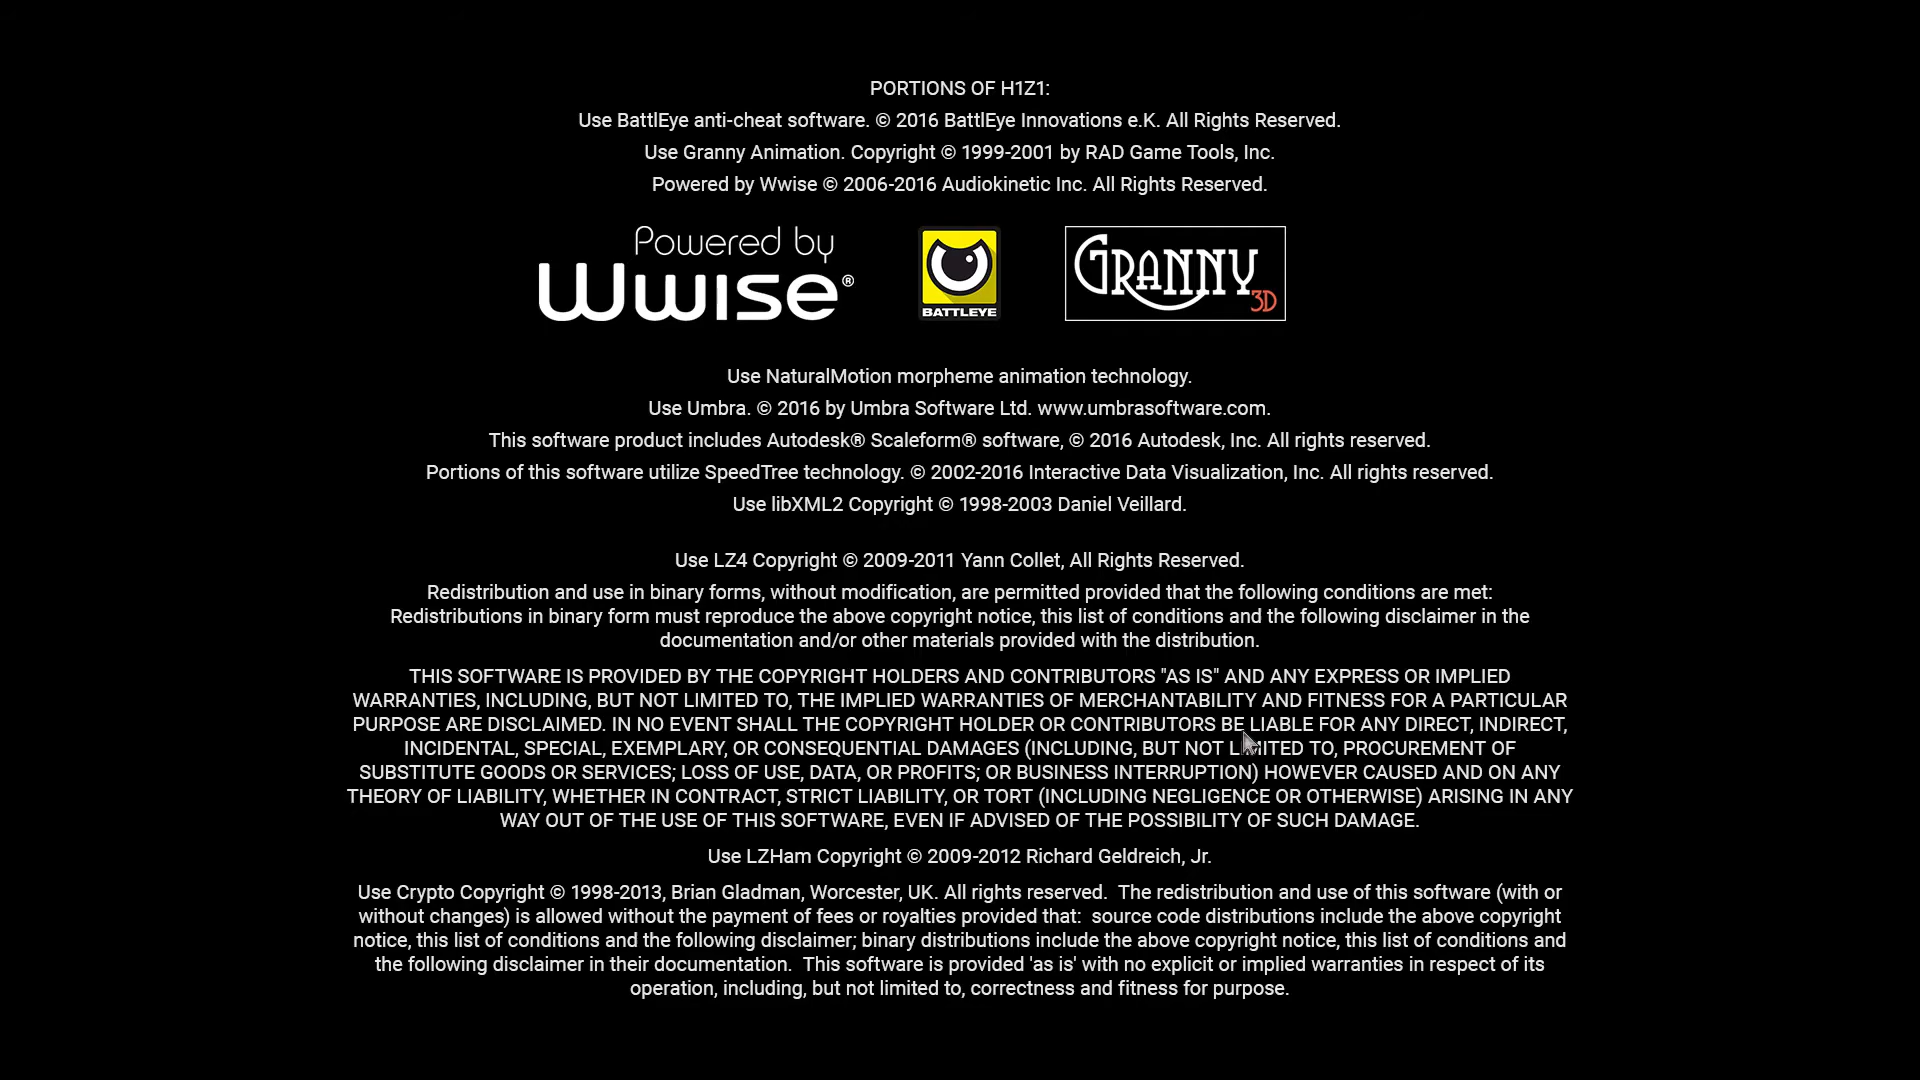 PORTIONS OF H1Z1:
Use BattlEye anti-cheat software. © 2016 BattlEye Innovations e.K. All Rights Reserved.
Use Granny Animation. Copyright © 1999-2001 by RAD Game Tools, Inc.
Powered by Wwise © 2006-2016 Audiokinetic Inc. All Rights Reserved.
Powered by
Wwise®
BATTLEYE
GRANNY
3D
Use NaturalMotion morpheme animation technology.
Use Umbra. © 2016 by Umbra Software Ltd. www.umbrasoftware.com.
This software product includes Autodesk® Scaleform® software, © 2016 Autodesk, Inc. All rights reserved.
Portions of this software utilize SpeedTree technology. © 2002-2016 Interactive Data Visualization, Inc. All rights reserved.
Use libXML2 Copyright © 1998-2003 Daniel Veillard.
Use LZ4 Copyright © 2009-2011 Yann Collet, All Rights Reserved.
Redistribution and use in binary forms, without modification, are permitted provided that the following conditions are met:
Redistributions in binary form must reproduce the above copyright notice, this list of conditions and the following disclaimer in the
documentation and/or other materials provided with the distribution.
THIS SOFTWARE IS PROVIDED BY THE COPYRIGHT HOLDERS AND CONTRIBUTORS "AS IS" AND ANY EXPRESS OR IMPLIED
WARRANTIES, INCLUDING, BUT NOT LIMITED TO, THE IMPLIED WARRANTIES OF MERCHANTABILITY AND FITNESS FOR A PARTICULAR
PURPOSE ARE DISCLAIMED. IN NO EVENT SHALL THE COPYRIGHT HOLDER OR CONTRIBUTORS BE LIABLE FOR ANY DIRECT, INDIRECT,
INCIDENTAL, SPECIAL, EXEMPLARY, OR CONSEQUENTIAL DAMAGES (INCLUDING, BUT NOT LIMITED TO, PROCUREMENT OF
SUBSTITUTE GOODS OR SERVICES; LOSS OF USE, DATA, OR PROFITS; OR BUSINESS INTERRUPTION) HOWEVER CAUSED AND ON ANY
THEORY OF LIABILITY, WHETHER IN CONTRACT, STRICT LIABILITY, OR TORT (INCLUDING NEGLIGENCE OR OTHERWISE) ARISING IN ANY
WAY OUT OF THE USE OF THIS SOFTWARE, EVEN IF ADVISED OF THE POSSIBILITY OF SUCH DAMAGE.
Use LZHam Copyright © 2009-2012 Richard Geldreich, Jr.
Use Crypto Copyright © 1998-2013, Brian Gladman, Worcester, UK. All rights reserved.  The redistribution and use of this software (with or
without changes) is allowed without the payment of fees or royalties provided that:  source code distributions include the above copyright
notice, this list of conditions and the following disclaimer; binary distributions include the above copyright notice, this list of conditions and
the following disclaimer in their documentation.  This software is provided 'as is' with no explicit or implied warranties in respect of its
operation, including, but not limited to, correctness and fitness for purpose.